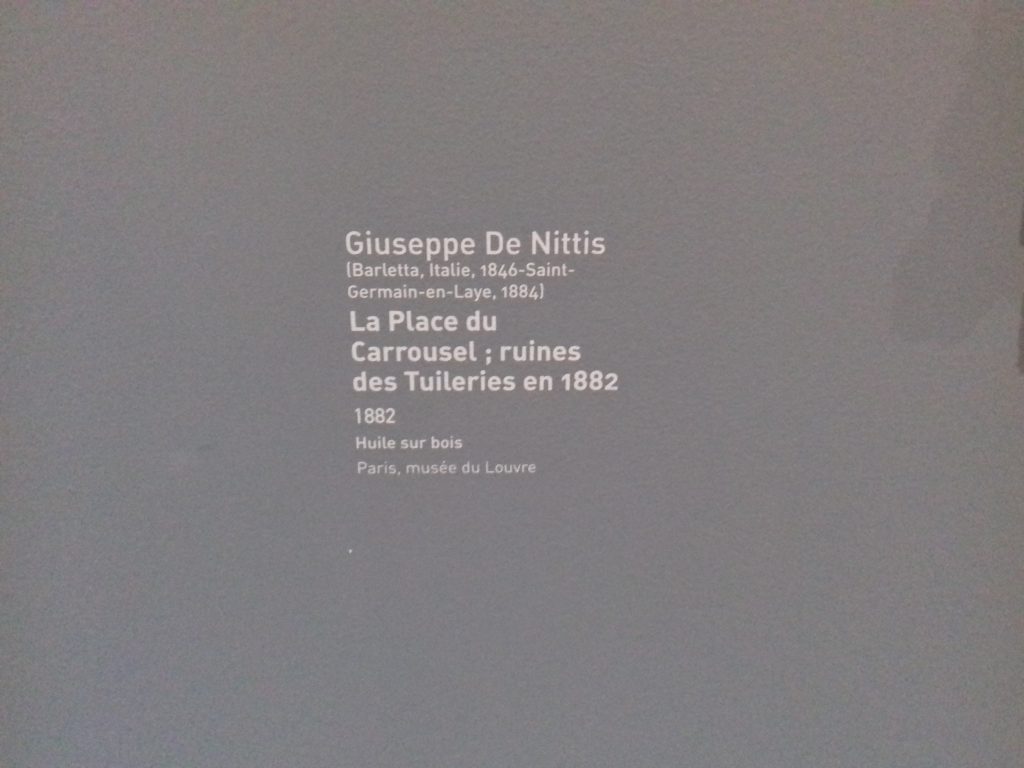 Giuseppe De Nittis
(Barletta, Italie, 1846-Saint-
Germain-en-Laye, 1884)
La Place du
Carrousel ; ruines
des Tuileries en 1882
1882
Huile sur bois
Paris, musée du Louvre